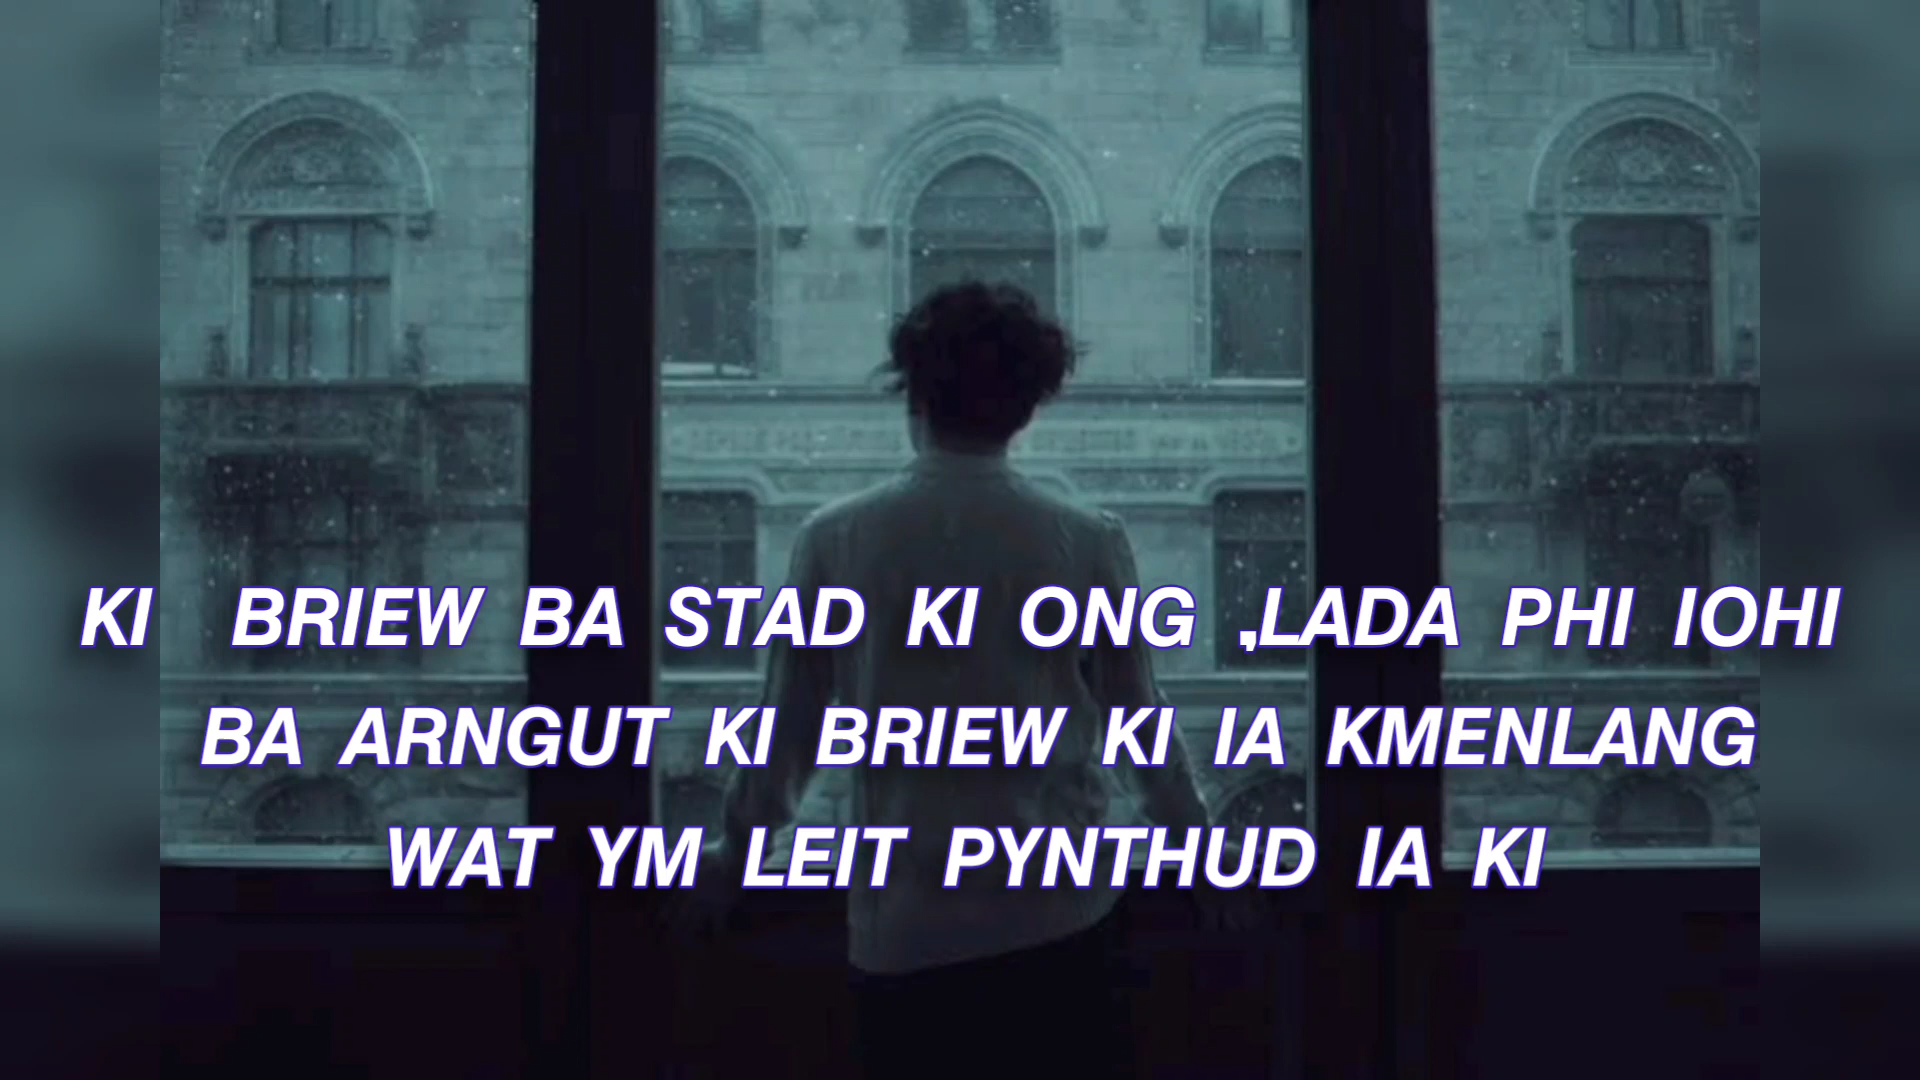 KI BRIEW BA STAD KI ONG ,LADA PHI IOHI
BA ARNGUT KI BRIEW KI IA KMENLANG
WAT YM LEIT PYNTHUD IA KI